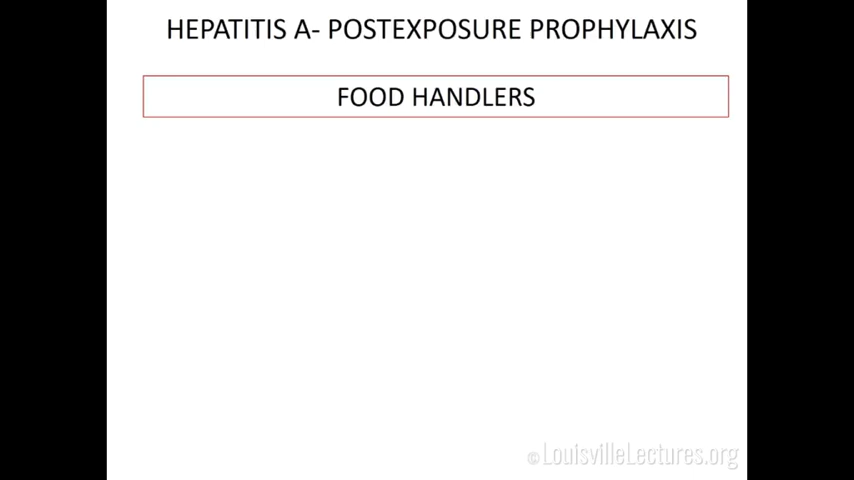 HEPATITIS A- POSTEXPOSURE PROPHYLAXIS
FOOD HANDLERS
©LouisvilleLectures.org